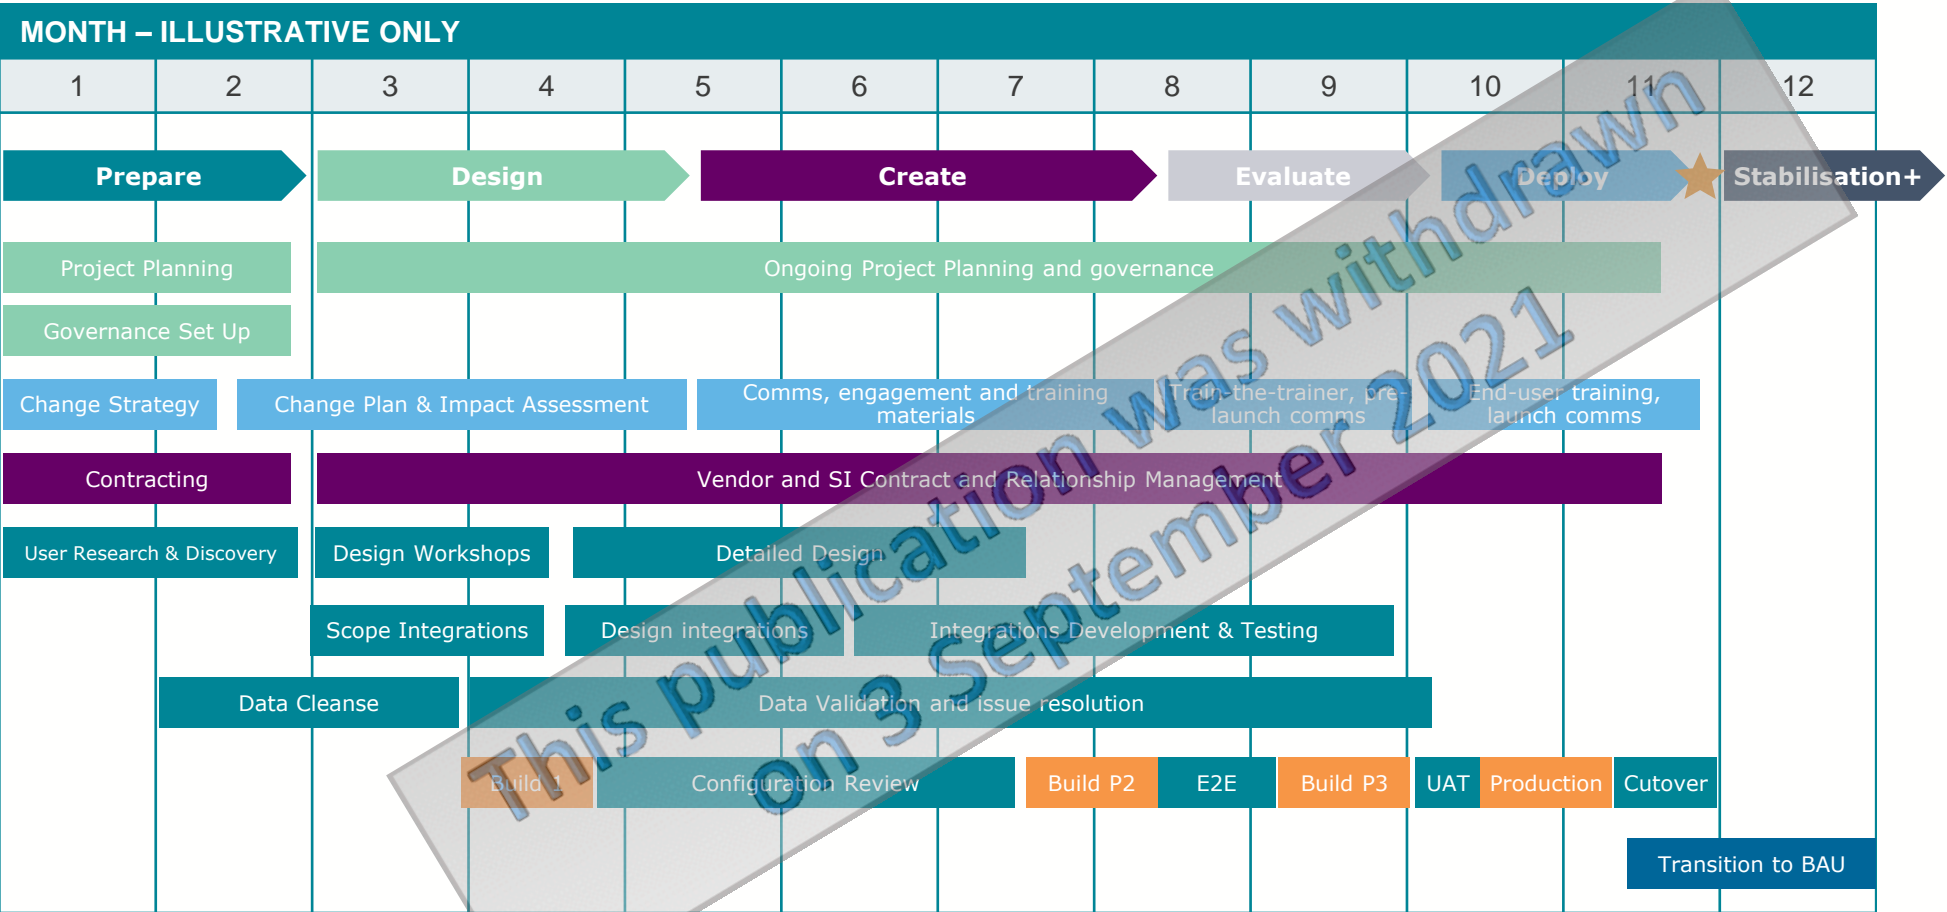 MONTH – ILLUSTRATIVE ONLY
1 2 3 4 5 6 7 8 9 10 11 12
Prepare Design Create Evaluate Deploy Stabilisation+
Project Planning Ongoing Project Planning and governance
Governance Set Up
Change Strategy Change Plan & Impact Assessment
Comms, engagement and training
materials
Train-the-trainer, pre-
launch comms
End-user training,
launch comms
Contracting Vendor and SI Contract and Relationship Management
User Research & Discovery Design Workshops Detailed Design
Scope Integrations Design integrations Integrations Development & Testing
Data Cleanse Data Validation and issue resolution
Build 1 Configuration Review Build P2 E2E Build P3 UAT Production Cutover
Transition to BAU
This publication was withdrawn
on 3 September 2021